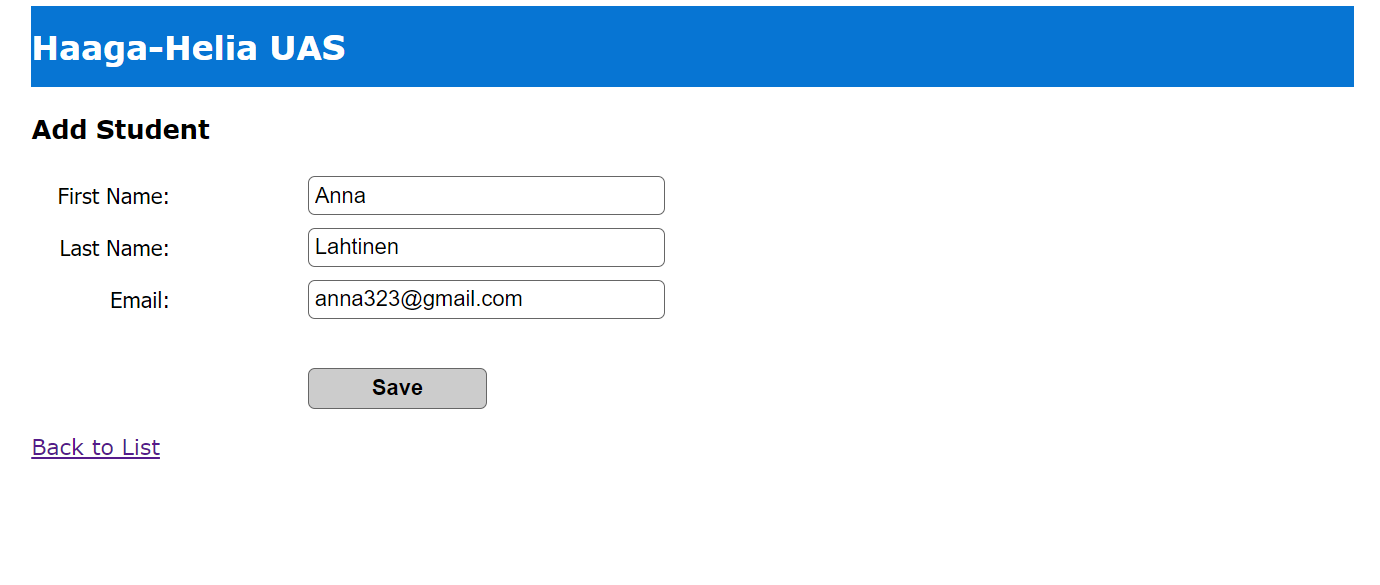 Haaga-Helia UAS
Add Student
First Name: Anna
Last Name: Lahtinen
Email: anna323@gmail.com
Save
Back to List